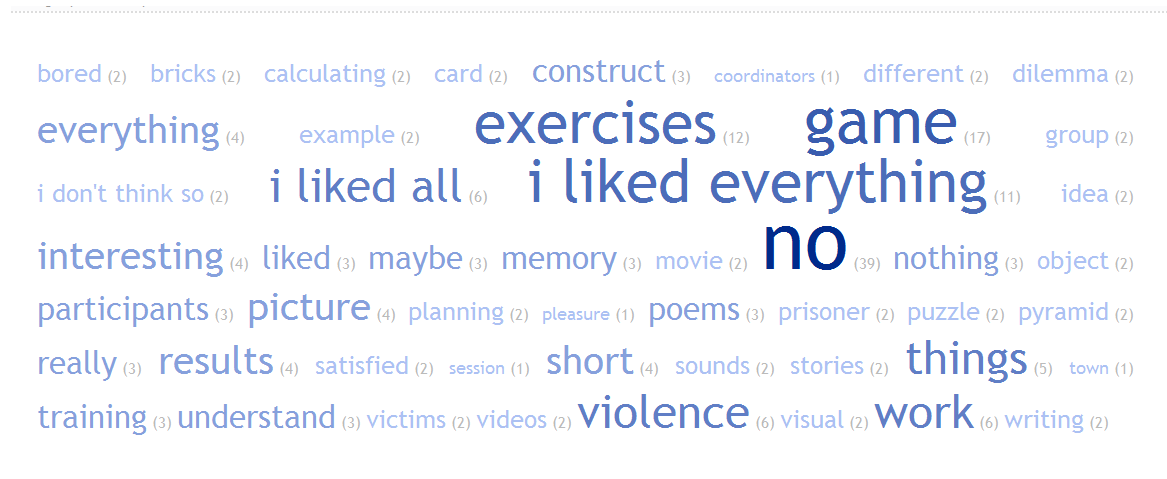 bored (2) bricks (2) calculating (2) card (2) construct (3) coordinators (1) different (2) dilemma (2)
everything (4) example (2) exercises (12) game (17) group (2)
i don't think so (2) i liked all (6) i liked everything (11) idea (2)
interesting (4) liked (3) maybe (3) memory (3) movie (2) no (39) nothing (3) object (2)
participants (3) picture (4) planning (2) pleasure (1) poems (3) prisoner (2) puzzle (2) pyramid (2)
really (3) results (4) satisfied (2) session (1) short (4) sounds (2) stories (2) things (5) town (1)
training (3) understand (3) victims (2) videos (2) violence (6) visual (2) work (6) writing (2)